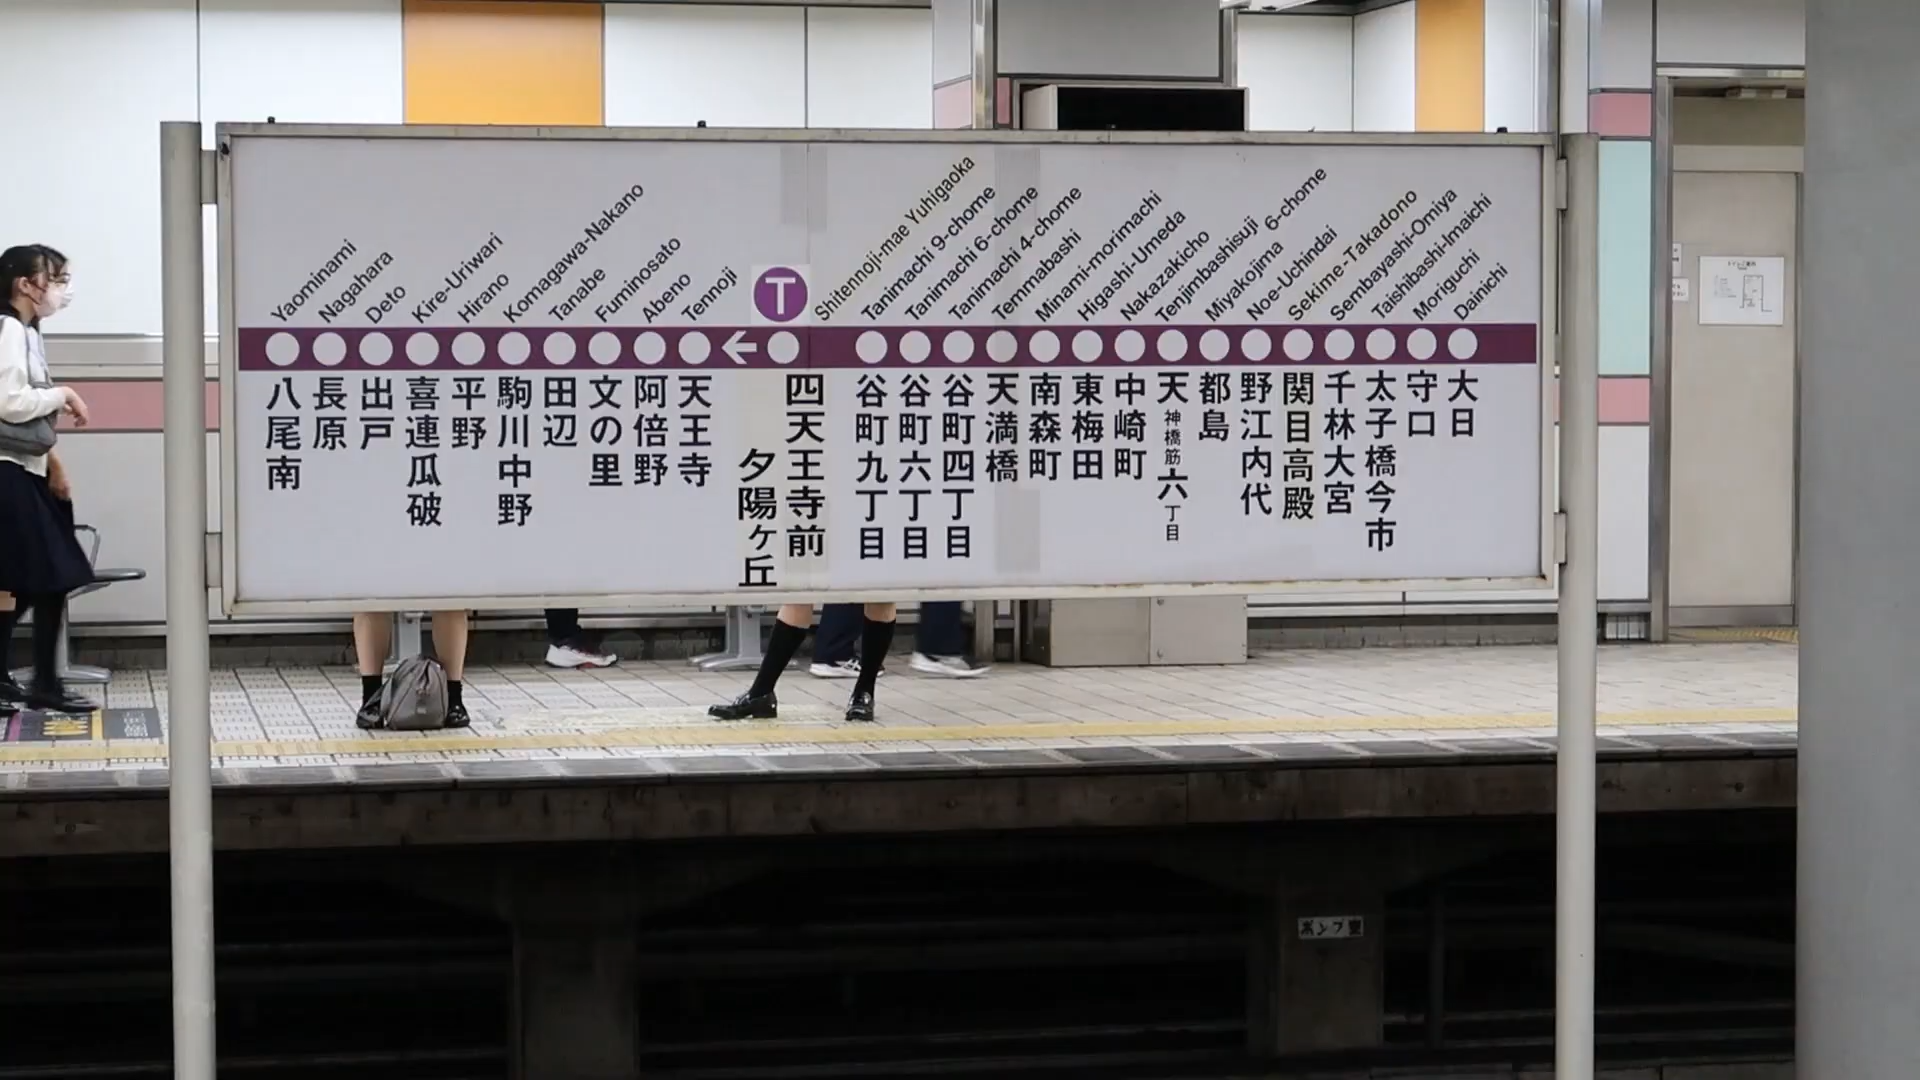 Yaominami
Nagahara
Deto
Kire-Uriwari
Hirano
Komagawa-Nakano
Tanabe
Fuminosato
Abeno
Tennoji
T
Shitennoji-mae Yuhigaoka
Tanimachi 9-chome
Tanimachi 6-chome
Tanimachi 4-chome
Temmabashi
Minami-morimachi
Higashi-Umeda
Nakazakicho
Tenjimbashisuji 6-chome
Miyakojima
Noe-Uchindai
Sekime-Takadono
Sembayashi-Omiya
Taishibashi-Imaichi
Moriguchi
Dainichi
←
八尾南
長原
出戸
喜連瓜破
平野
駒川中野
田辺
文の里
阿倍野
天王寺
四天王寺前
夕陽ヶ丘
谷町九丁目
谷町六丁目
谷町四丁目
天満橋
南森町
東梅田
中崎町
天神橋筋六丁目
都島
野江内代
関目高殿
千林大宮
太子橋今市
守口
大日
ポンプ室